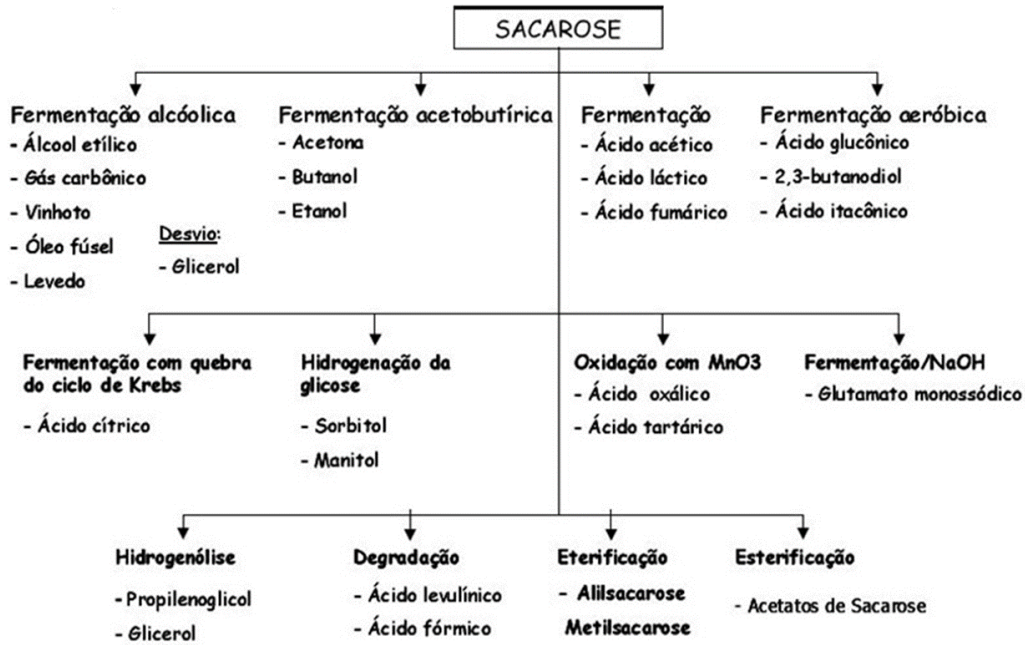 SACAROSE
Fermentação alcóolica
- Álcool etílico
- Gás carbônico
- Vinhoto
- Óleo fúsel
- Levedo
Desvio:
- Glicerol
Fermentação acetobutírica
- Acetona
- Butanol
- Etanol
Fermentação
- Ácido acético
- Ácido láctico
- Ácido fumárico
Fermentação aeróbica
- Ácido glucônico
- 2,3-butanodiol
- Ácido itacônico
Fermentação com quebra
do ciclo de Krebs
- Ácido cítrico
Hidrogenação da
glicose
- Sorbitol
- Manitol
Oxidação com MnO3
- Ácido oxálico
- Ácido tartárico
Fermentação/NaOH
- Glutamato monossódico
Hidrogenólise
- Propilenoglicol
- Glicerol
Degradação
- Ácido levulínico
- Ácido fórmico
Eterificação
- Alilsacarose
Metilsacarose
Esterificação
- Acetatos de Sacarose